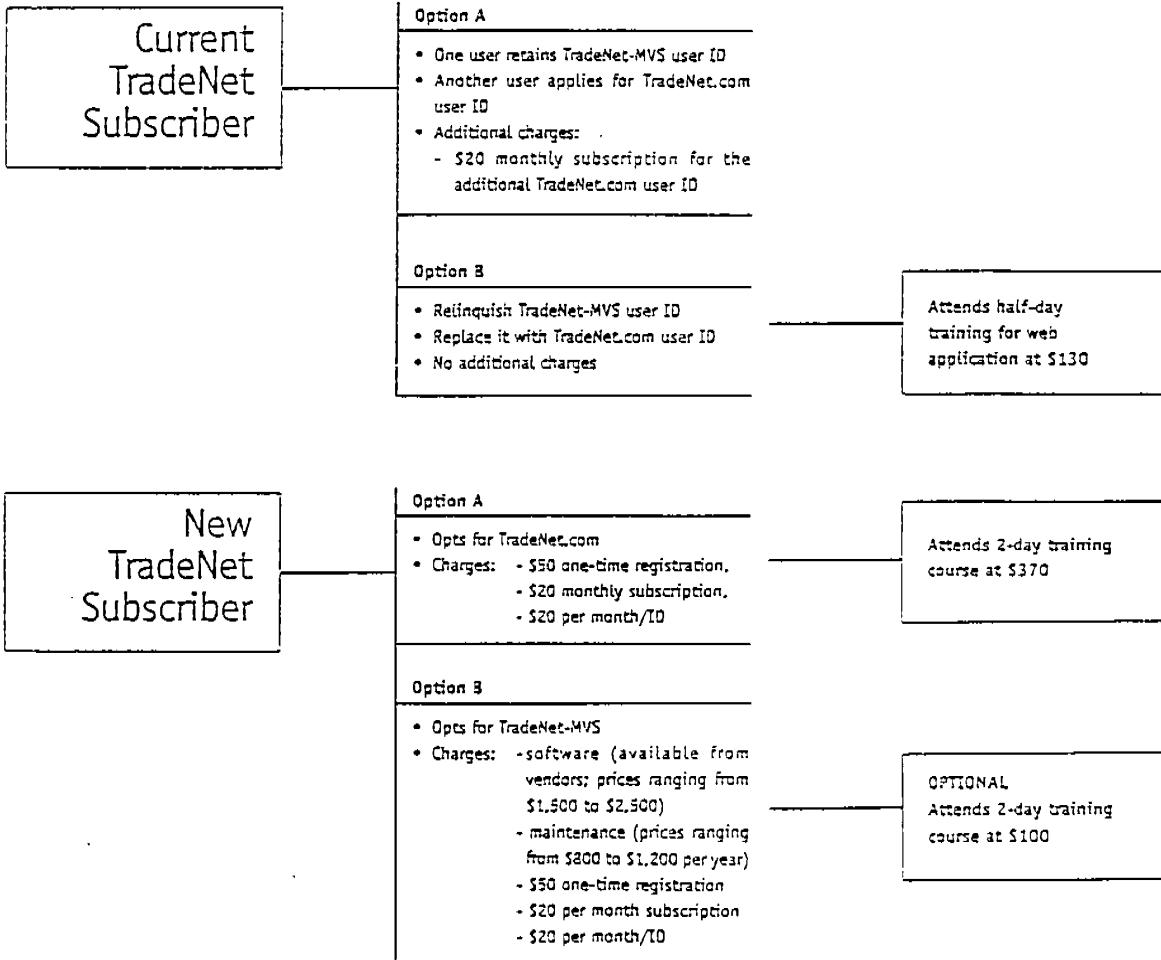 Current
TradeNet
Subscriber
Option A
• One user retains TradeNet-MVS user ID
• Another user applies for TradeNet.com
user ID
• Additional charges:
- $20 monthly subscription for the
additional TradeNet.com user ID
Option B
• Relinquish TradeNet-MVS user ID
• Replace it with TradeNet.com user ID
• No additional charges
Attends half-day
training for web
application at $130
New
TradeNet
Subscriber
Option A
• Opts for TradeNet.com
• Charges: - $50 one-time registration,
- $20 monthly subscription,
- $20 per month/ID
Attends 2-day training
course at $370
Option B
• Opts for TradeNet-MVS
• Charges: - software (available from
vendors; prices ranging from
$1,500 to $2,500)
- maintenance (prices ranging
from $800 to $1,200 per year)
- $50 one-time registration
- $20 per month subscription
- $20 per month/ID
OPTIONAL
Attends 2-day training
course at $100